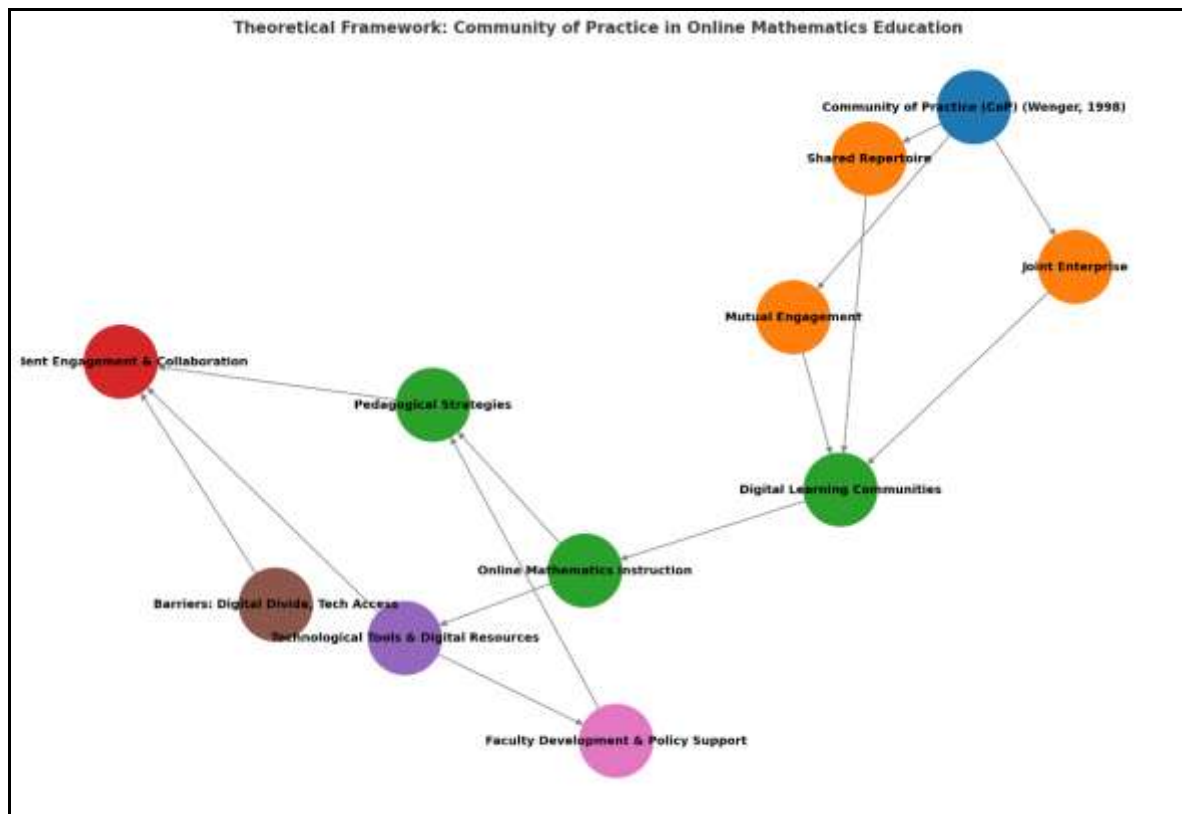 Theoretical Framework: Community of Practice in Online Mathematics Education
Community of Practice (CoP) (Wenger, 1998)
Shared Repertoire
Joint Enterprise
Mutual Engagement
Engagement & Collaboration
Pedagogical Strategies
Digital Learning Communities
Online Mathematics Instruction
Barriers: Digital Divide, Tech Access
Technological Tools & Digital Resources
Faculty Development & Policy Support